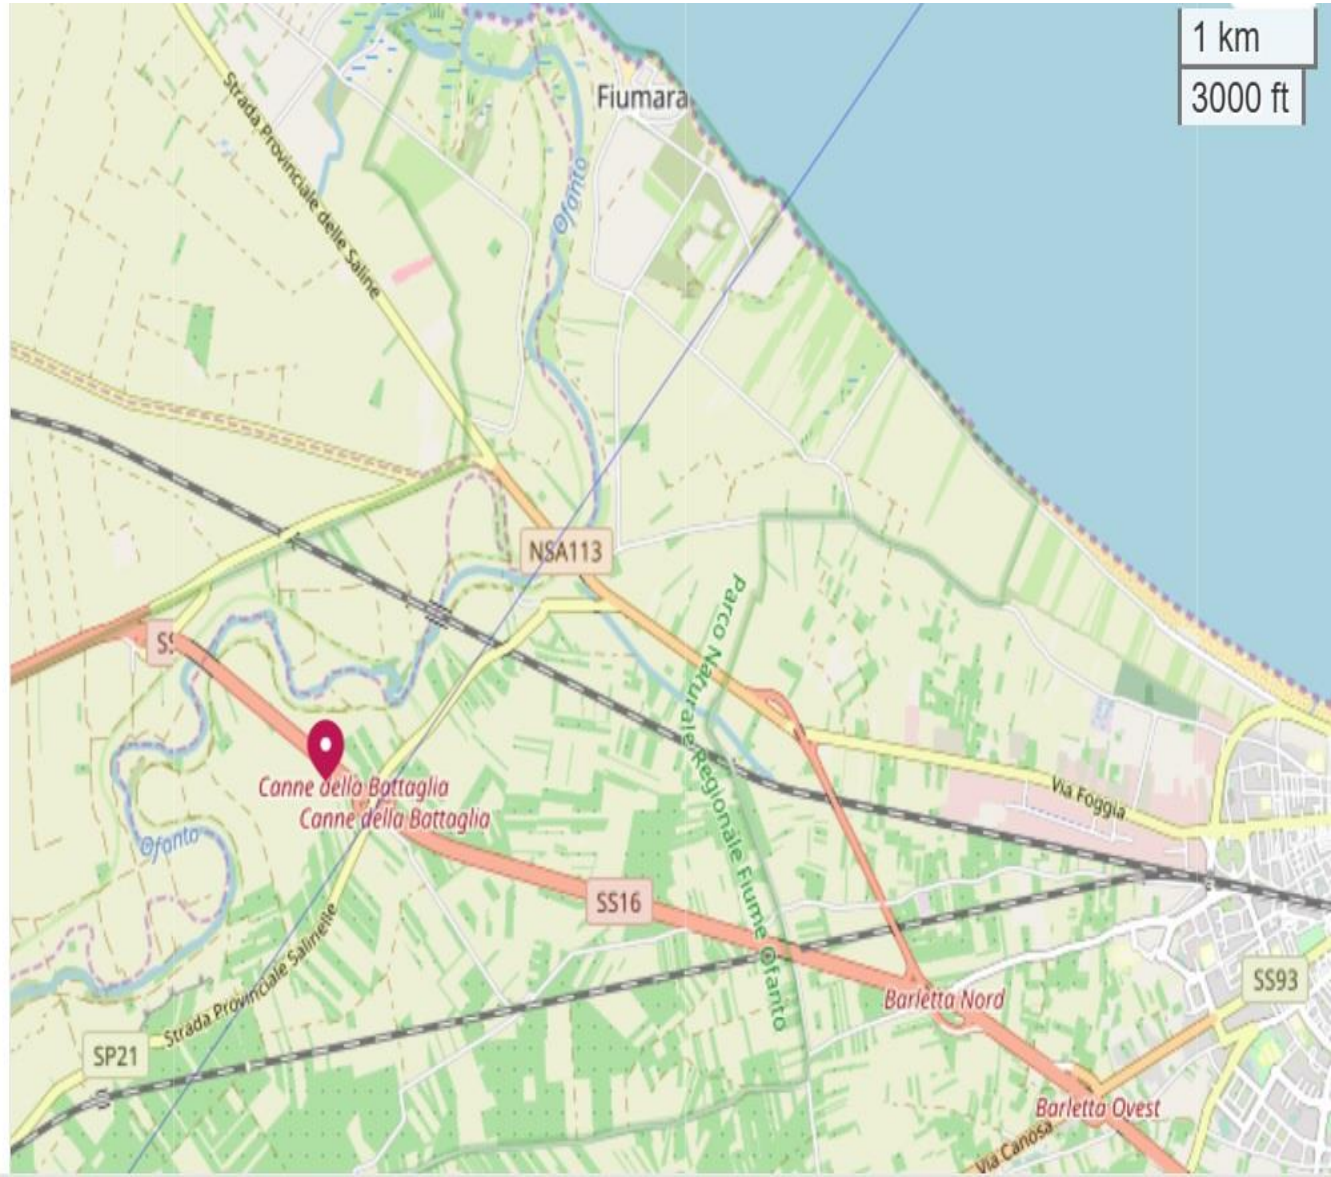 1 km
3000 ft
Fiumara
Strada Provinciale delle Saline
Ofanto
NSA113
Parco Naturale Regionale Fiume Ofanto
SS
Canne della Battaglia
Canne della Battaglia
Via Foggia
Ofanto
SS16
Strada Provinciale Salinelle
SS93
Barletta Nord
SP21
Barletta Ovest
Via Canosa